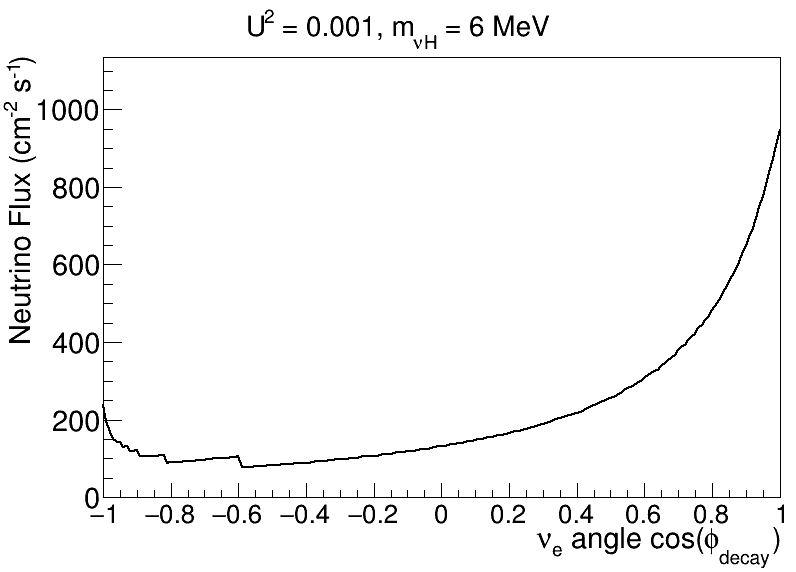 U² = 0.001, m_νH = 6 MeV
Neutrino Flux (cm⁻² s⁻¹)
1000
800
600
400
200
0
−1 −0.8 −0.6 −0.4 −0.2 0 0.2 0.4 0.6 0.8 1
ν_e angle cos(ϕ_decay)